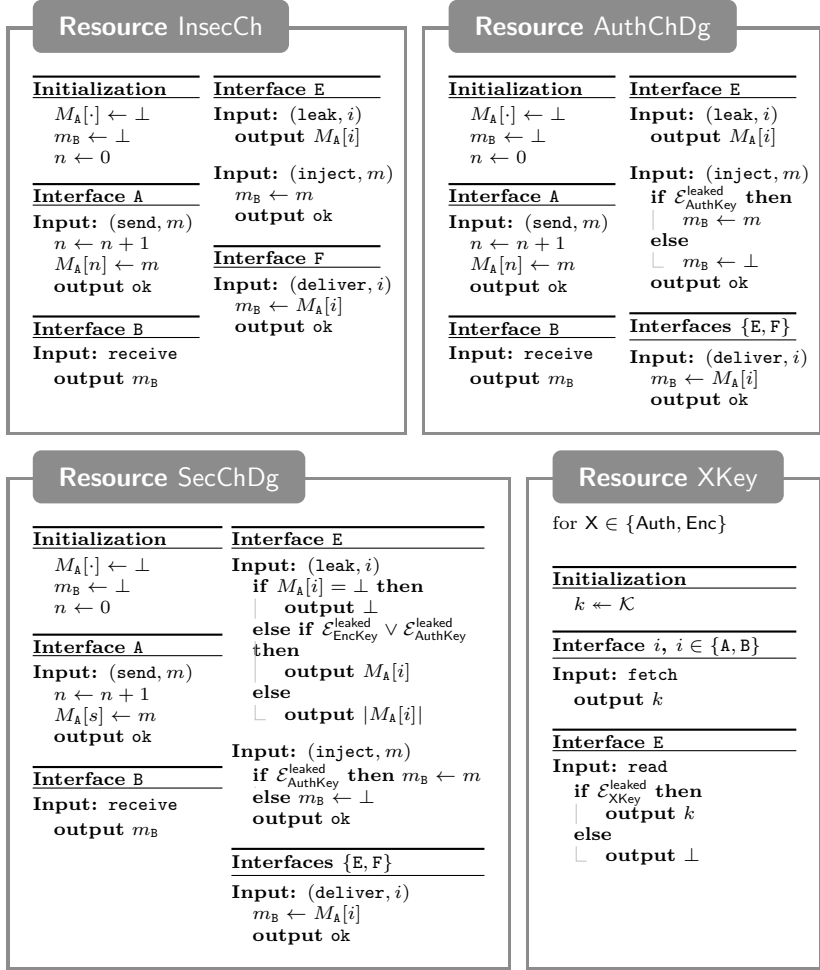 Resource InsecCh
Initialization
M_A[·] ← ⊥
m_B ← ⊥
n ← 0
Interface A
Input: (send, m)
n ← n + 1
M_A[n] ← m
output ok
Interface B
Input: receive
output m_B
Interface E
Input: (leak, i)
output M_A[i]
Input: (inject, m)
m_B ← m
output ok
Interface F
Input: (deliver, i)
m_B ← M_A[i]
output ok
Resource AuthChDg
Initialization
M_A[·] ← ⊥
m_B ← ⊥
n ← 0
Interface A
Input: (send, m)
n ← n + 1
M_A[n] ← m
output ok
Interface B
Input: receive
output m_B
Interface E
Input: (leak, i)
output M_A[i]
Input: (inject, m)
if ℰ^leaked_AuthKey then
m_B ← m
else
m_B ← ⊥
output ok
Interfaces {E, F}
Input: (deliver, i)
m_B ← M_A[i]
output ok
Resource SecChDg
Initialization
M_A[·] ← ⊥
m_B ← ⊥
n ← 0
Interface A
Input: (send, m)
n ← n + 1
M_A[s] ← m
output ok
Interface B
Input: receive
output m_B
Interface E
Input: (leak, i)
if M_A[i] = ⊥ then
output ⊥
else if ℰ^leaked_EncKey ∨ ℰ^leaked_AuthKey
then
output M_A[i]
else
output |M_A[i]|
Input: (inject, m)
if ℰ^leaked_AuthKey then m_B ← m
else m_B ← ⊥
output ok
Interfaces {E, F}
Input: (deliver, i)
m_B ← M_A[i]
output ok
Resource XKey
for X ∈ {Auth, Enc}
Initialization
k ↞ 𝒦
Interface i, i ∈ {A, B}
Input: fetch
output k
Interface E
Input: read
if ℰ^leaked_XKey then
output k
else
output ⊥